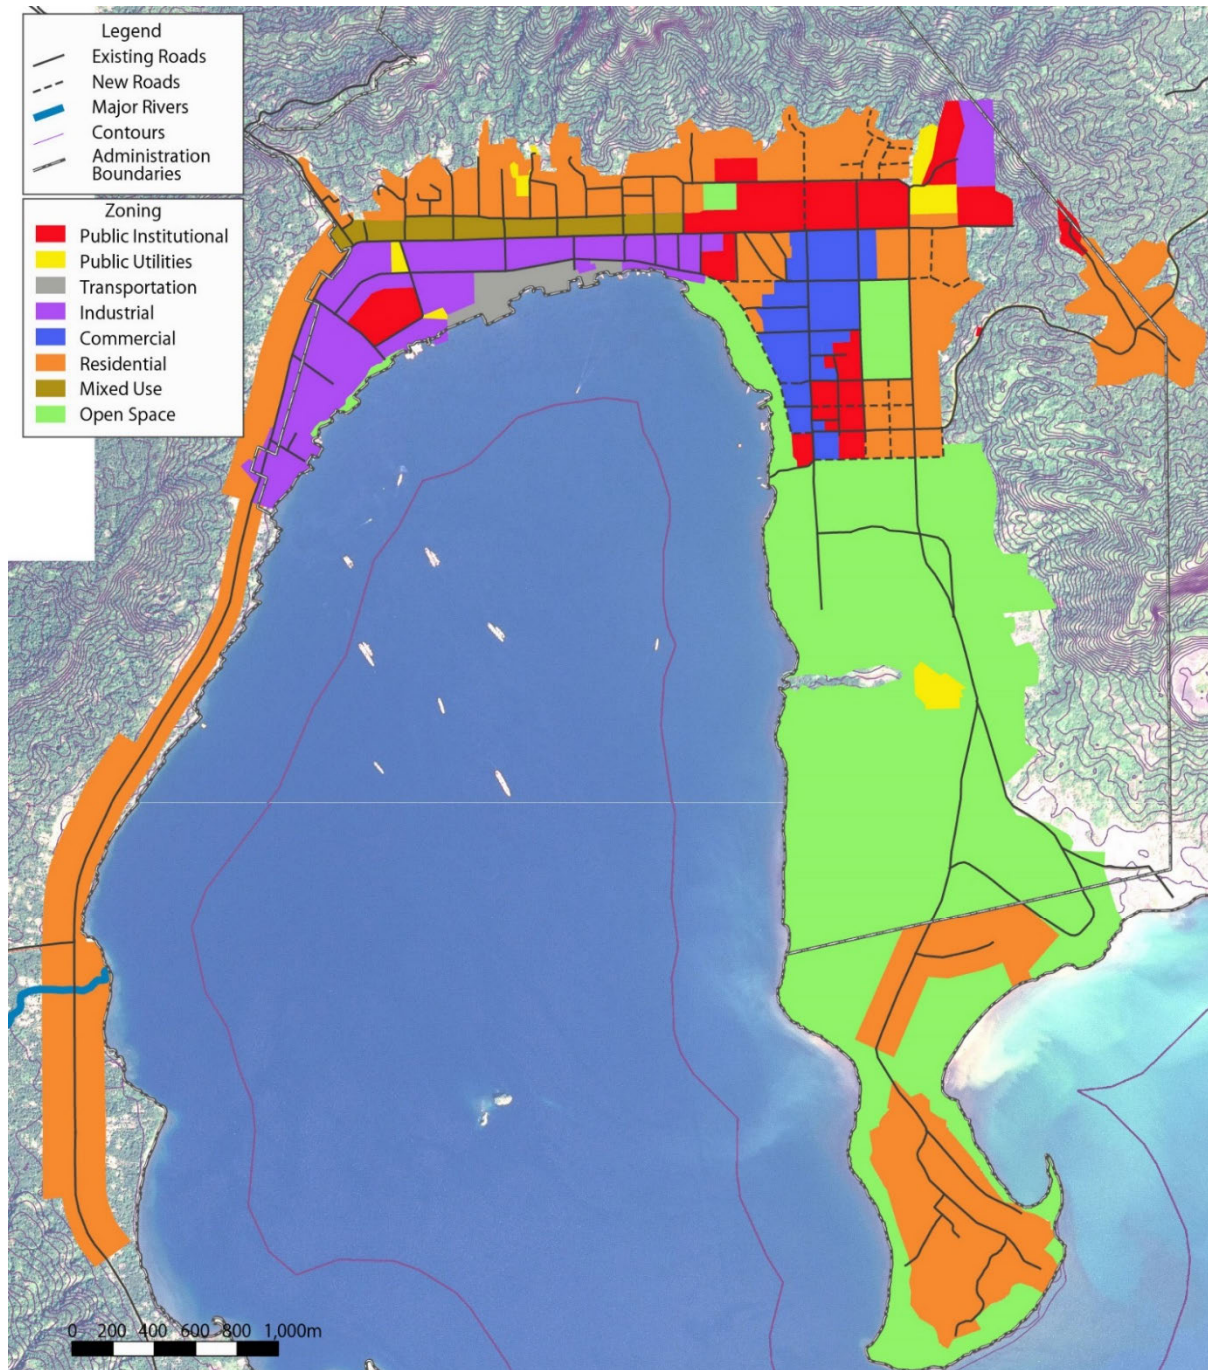 Legend
Existing Roads
New Roads
Major Rivers
Contours
Administration
Boundaries
Zoning
Public Institutional
Public Utilities
Transportation
Industrial
Commercial
Residential
Mixed Use
Open Space
0 200 400 600 800 1,000m